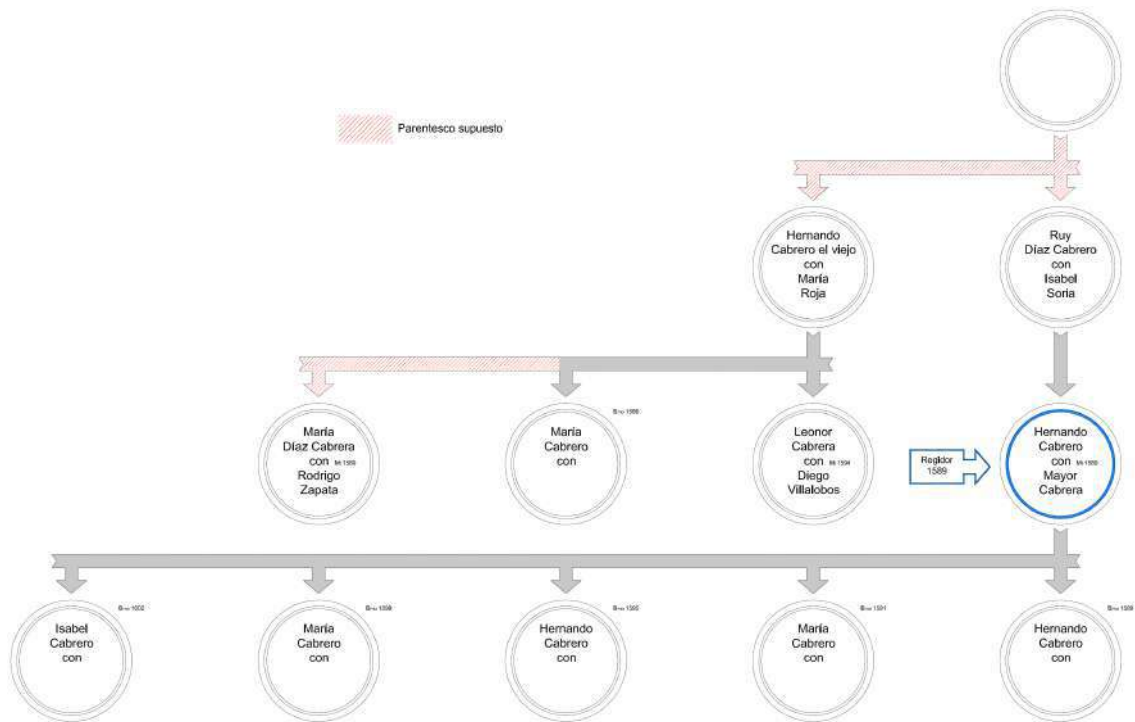 Parentesco supuesto
Hernando
Cabrero el viejo
con
María
Roja
Ruy
Díaz Cabrero
con
Isabel
Soria
María
Díaz Cabrera
con
Rodrigo
Zapata
María
Cabrero
con
Leonor
Cabrera
con
Diego
Villalobos
Regidor
1589
Hernando
Cabrero
con
Mayor
Cabrera
Isabel
Cabrero
con
María
Cabrero
con
Hernando
Cabrero
con
María
Cabrero
con
Hernando
Cabrero
con